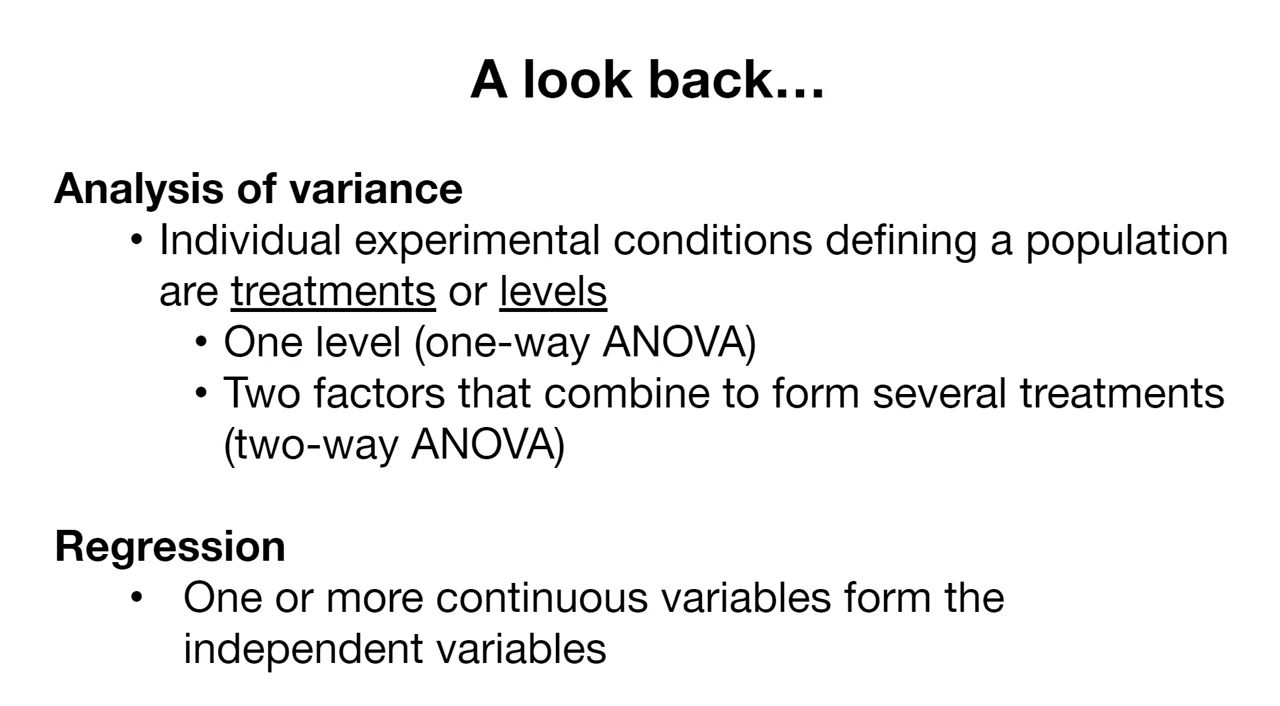 A look back…
Analysis of variance
• Individual experimental conditions defining a population
are treatments or levels
• One level (one-way ANOVA)
• Two factors that combine to form several treatments
(two-way ANOVA)
Regression
• One or more continuous variables form the
independent variables